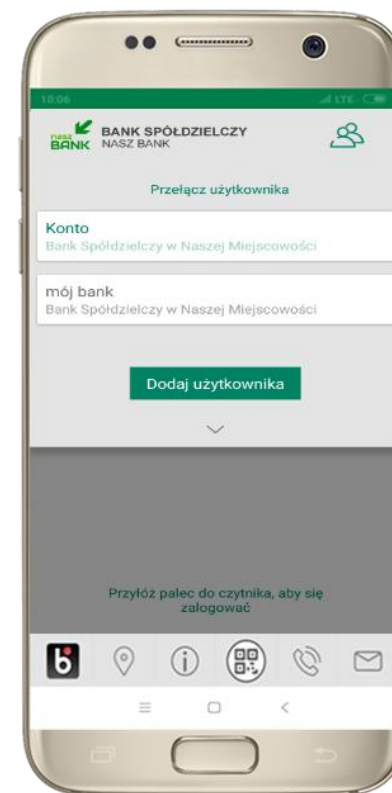 10:06
LTE
nasz
BANK
BANK SPÓŁDZIELCZY
NASZ BANK
Przełącz użytkownika
Konto
Bank Spółdzielczy w Naszej Miejscowości
mój bank
Bank Spółdzielczy w Naszej Miejscowości
Dodaj użytkownika
Przyłóż palec do czytnika, aby się
zalogować